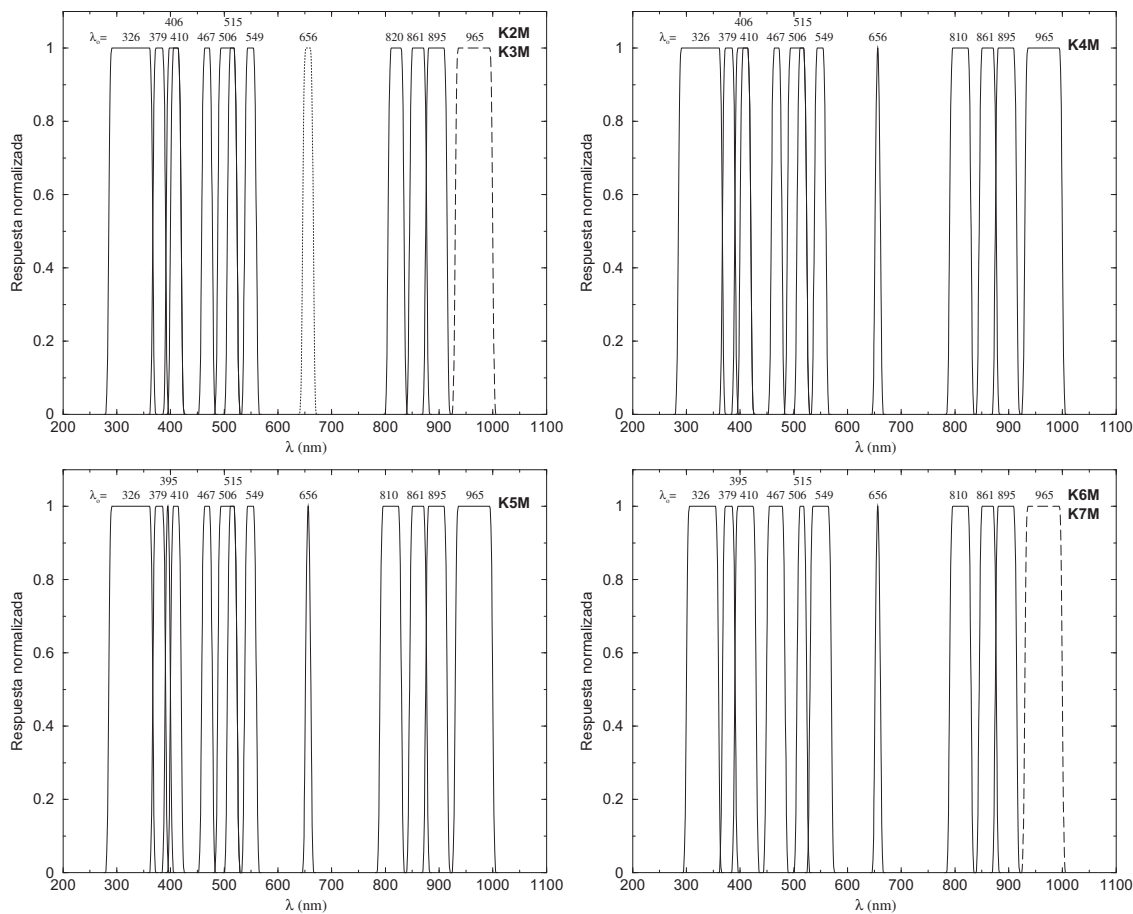 406 515
λo= 326 379 410 467 506 549 656 820 861 895 965 K2M
K3M
1
0.8
0.6
0.4
0.2
0
Respuesta normalizada
200 300 400 500 600 700 800 900 1000 1100
λ (nm)
406 515
λo= 326 379 410 467 506 549 656 810 861 895 965 K4M
1
0.8
0.6
0.4
0.2
0
Respuesta normalizada
200 300 400 500 600 700 800 900 1000 1100
λ (nm)
395 515
λo= 326 379 410 467 506 549 656 810 861 895 965 K5M
1
0.8
0.6
0.4
0.2
0
Respuesta normalizada
200 300 400 500 600 700 800 900 1000 1100
λ (nm)
395 515
λo= 326 379 410 467 506 549 656 810 861 895 965 K6M
K7M
1
0.8
0.6
0.4
0.2
0
Respuesta normalizada
200 300 400 500 600 700 800 900 1000 1100
λ (nm)